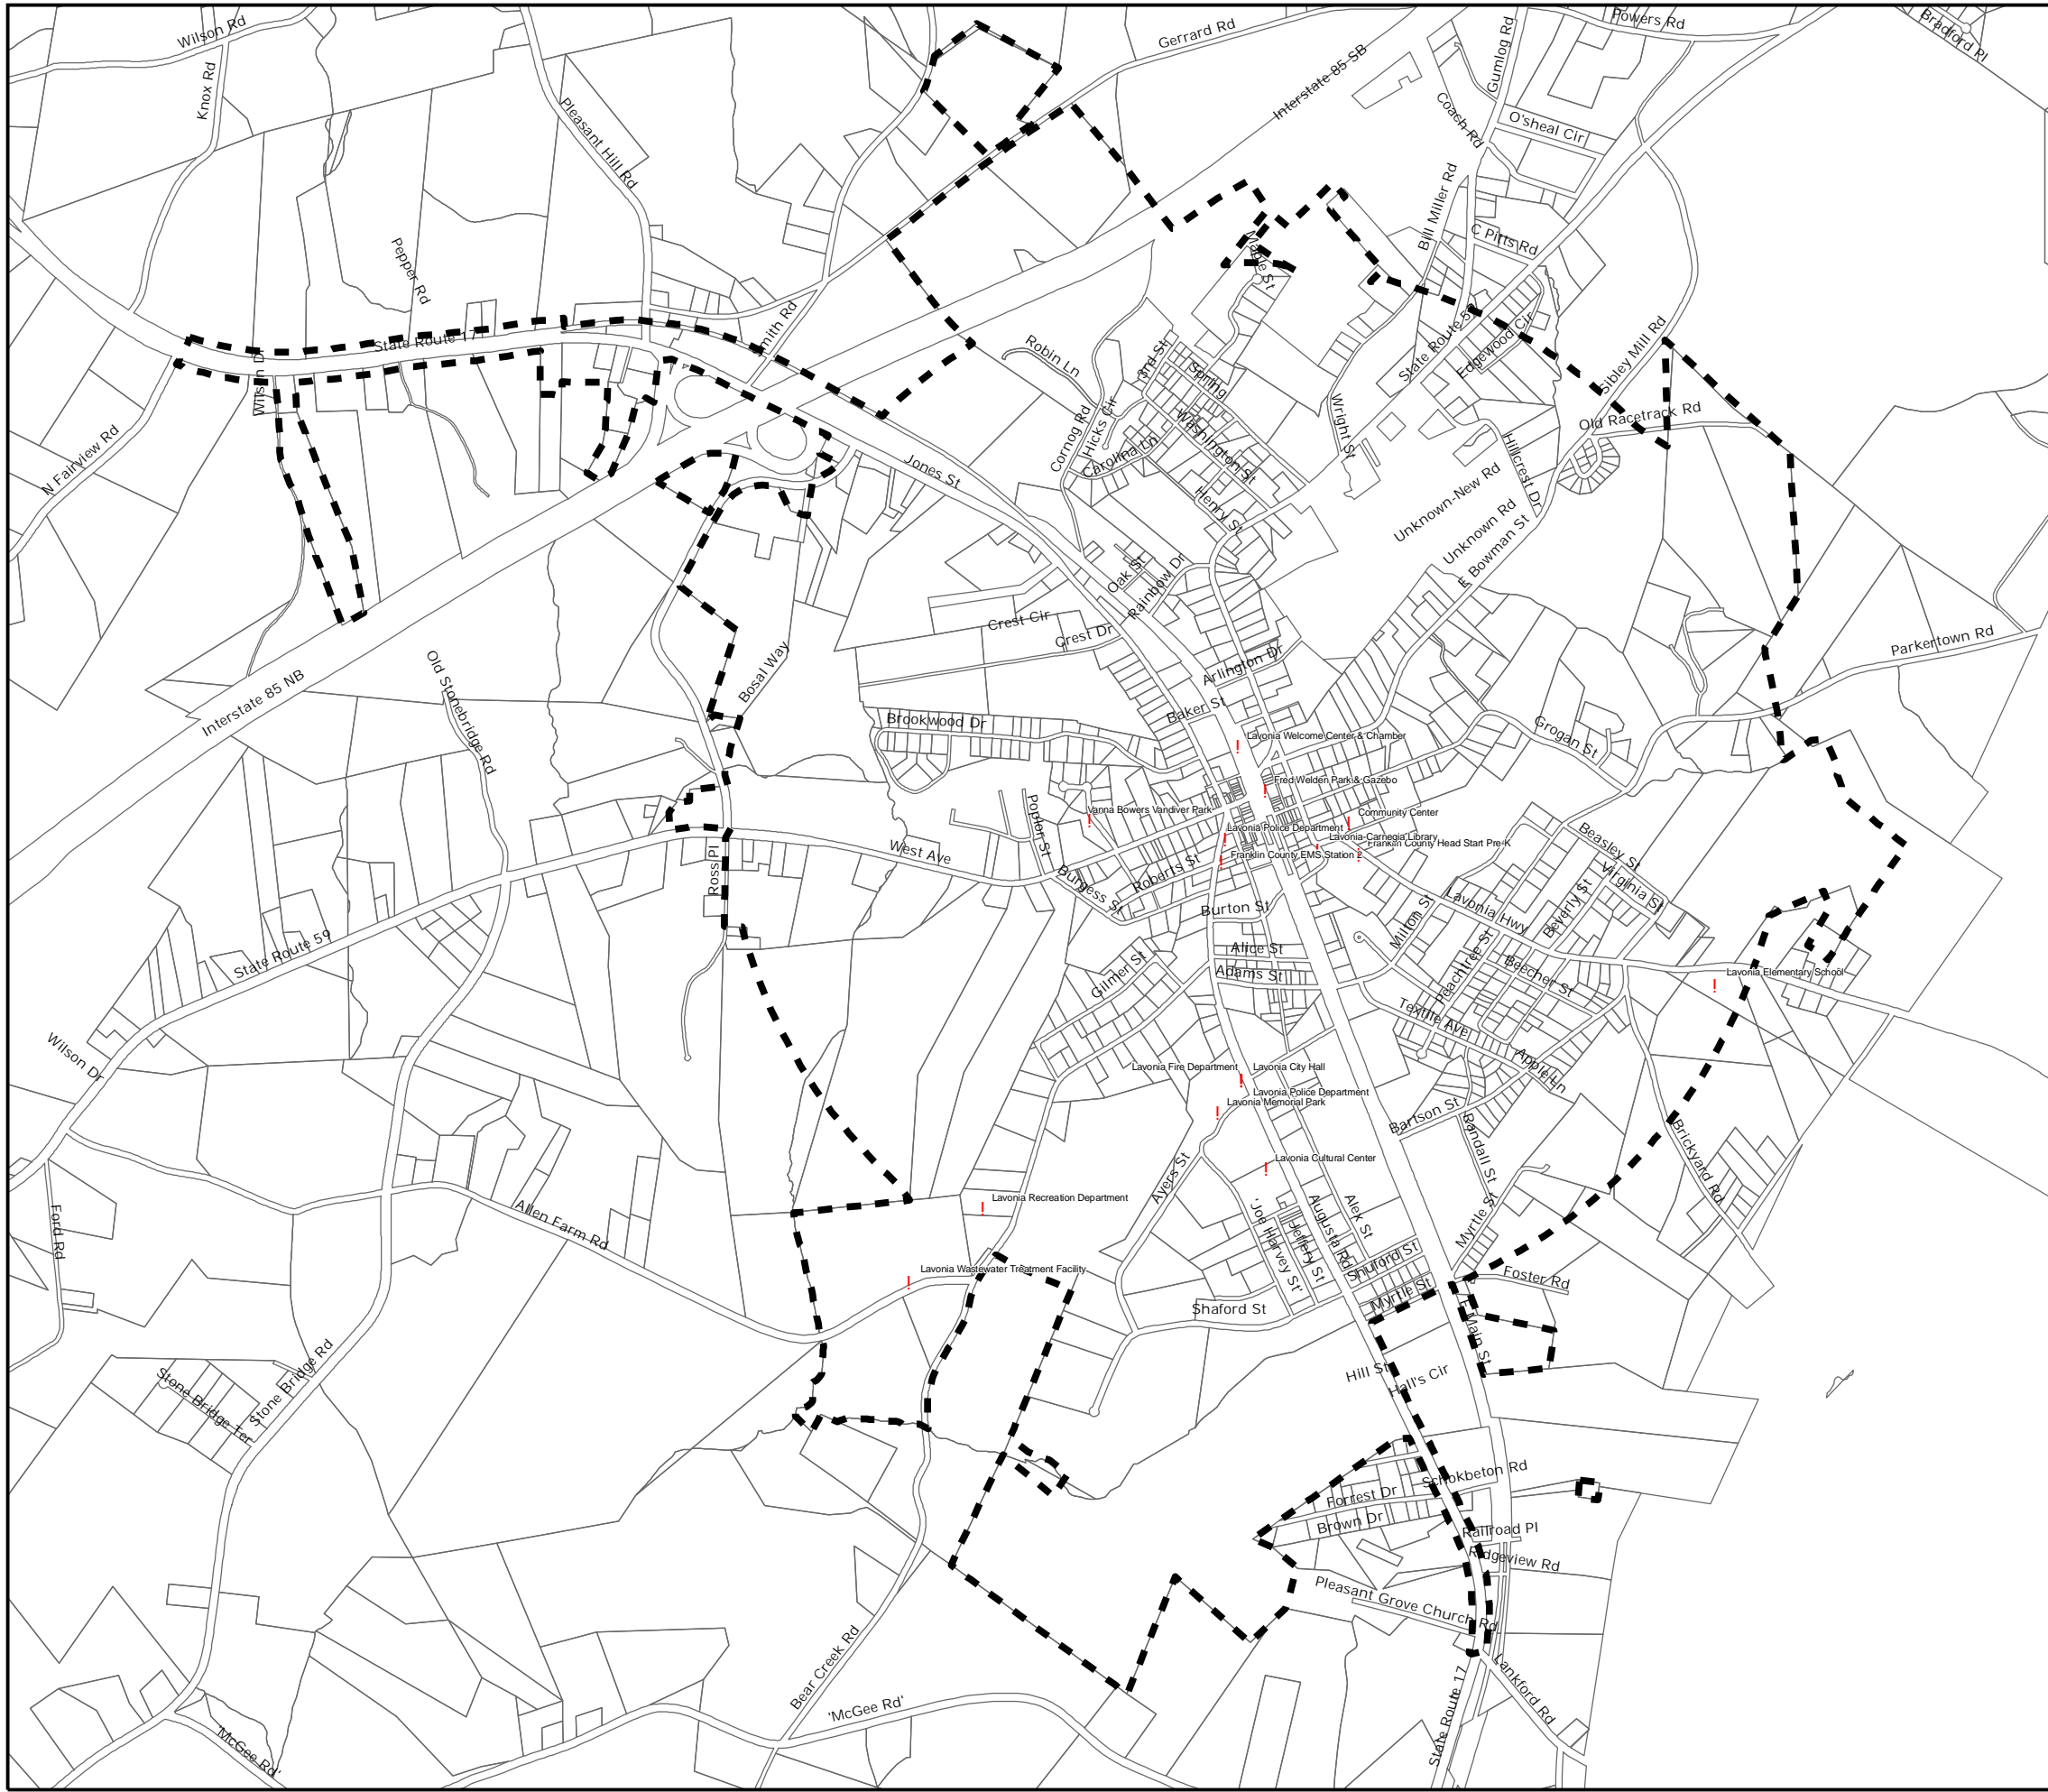 Wilson Rd
Knox Rd
Pleasant Hill Rd
Gerrard Rd
Interstate 85 SB
Gumlog Rd
Powers Rd
Bradford Pl
Coach Rd
O'sheal Cir
Bill Miller Rd
C Pitts Rd
Pepper Rd
Maple St
State Route 17
Smith Rd
Wilson Dr
N Fairview Rd
Robin Ln
3rd St
Spring
Washington St
Cornog Rd
Hicks Cir
Carolina Ln
Henry St
Wright St
Edgewood Cir
Sibley Mill Rd
Old Racetrack Rd
Hillcrest Dr
Unknown-New Rd
Unknown Rd
E Bowman St
Jones St
Oak St
Rainbow Dr
Crest Cir
Crest Dr
Arlington Dr
Baker St
Parkertown Rd
Grogan St
Interstate 85 NB
Old Stonebridge Rd
Bosal Way
Brookwood Dr
Lavonia Welcome Center & Chamber
Fred Welden Park & Gazebo
Vanna Bowers Vandiver Park
Community Center
Lavonia Police Department
Lavonia-Carnegia Library
Franklin County Head Start Pre-K
Franklin County EMS Station 2
Poplor St
West Ave
Ross Pl
Burgess St
Roberts St
Burton St
Beasley St
Virginia St
Beverly St
Lavonia Hwy
Milton St
Peachtree St
Beecher St
Alice St
Adams St
Gilmer St
Textile Ave
Apple Ln
Lavonia Elementary School
State Route 59
Wilson Dr
Lavonia Fire Department
Lavonia City Hall
Lavonia Police Department
Lavonia Memorial Park
Bartson St
Randall St
Brickyard Rd
Lavonia Cultural Center
Ayers St
Lavonia Recreation Department
Ford Rd
Allen Farm Rd
'Joe Harvey St'
Jeffery St
Augusta Rd
Alek St
Shuford St
Myrtle St
Myrtle St
Foster Rd
Lavonia Wastewater Treatment Facility
Shaford St
E Main St
Hill St
Hall's Cir
Stone Bridge Rd
Stone Bridge Ter
Schokbeton Rd
Forrest Dr
Brown Dr
Railroad Pl
Ridgeview Rd
Pleasant Grove Church Rd
Bear Creek Rd
'McGee Rd'
'McGee Rd'
State Route 17
Lankford Rd